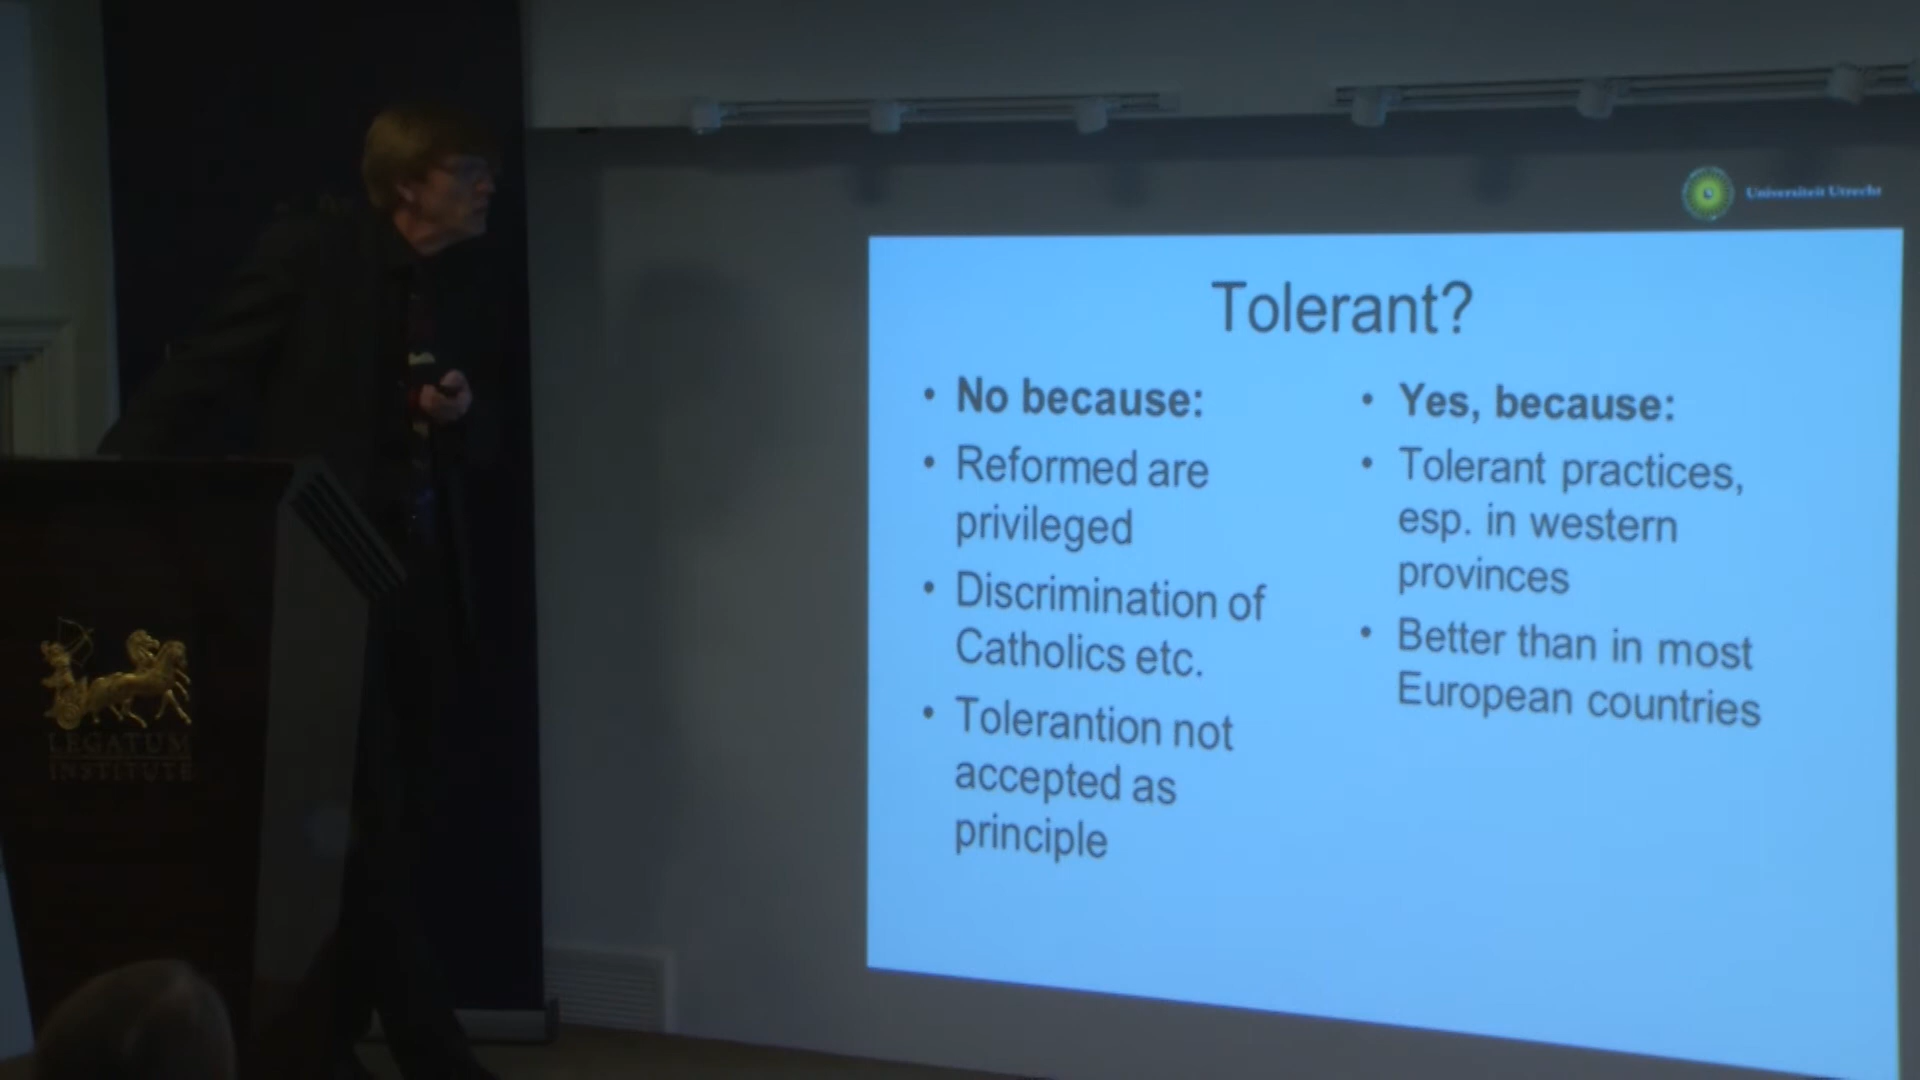 Universiteit Utrecht
Tolerant?
• No because:
• Reformed are
privileged
• Discrimination of
Catholics etc.
• Tolerantion not
accepted as
principle
• Yes, because:
• Tolerant practices,
esp. in western
provinces
• Better than in most
European countries
LEGATUM
INSTITUTE